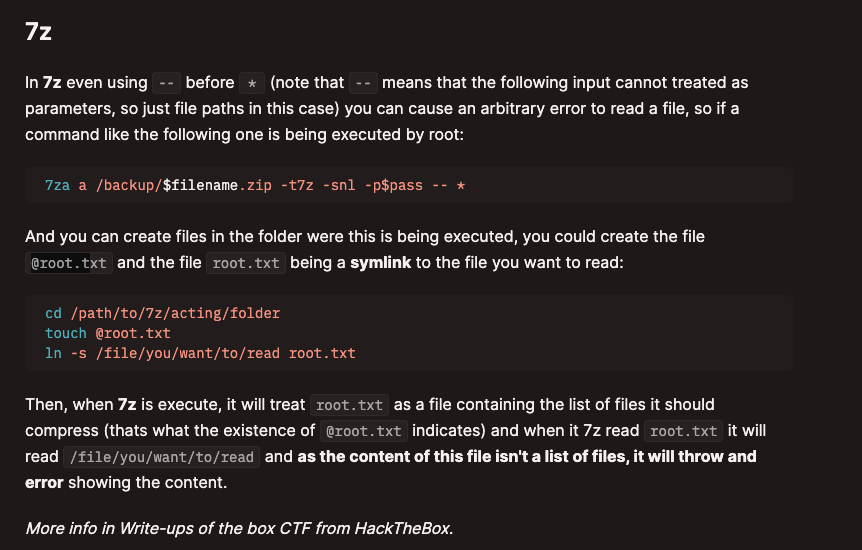 7z
In 7z even using -- before * (note that -- means that the following input cannot treated as
parameters, so just file paths in this case) you can cause an arbitrary error to read a file, so if a
command like the following one is being executed by root:
7za a /backup/$filename.zip -t7z -snl -p$pass -- *
And you can create files in the folder were this is being executed, you could create the file
@root.txt and the file root.txt being a symlink to the file you want to read:
cd /path/to/7z/acting/folder
touch @root.txt
ln -s /file/you/want/to/read root.txt
Then, when 7z is execute, it will treat root.txt as a file containing the list of files it should
compress (thats what the existence of @root.txt indicates) and when it 7z read root.txt it will
read /file/you/want/to/read and as the content of this file isn't a list of files, it will throw and
error showing the content.
More info in Write-ups of the box CTF from HackTheBox.